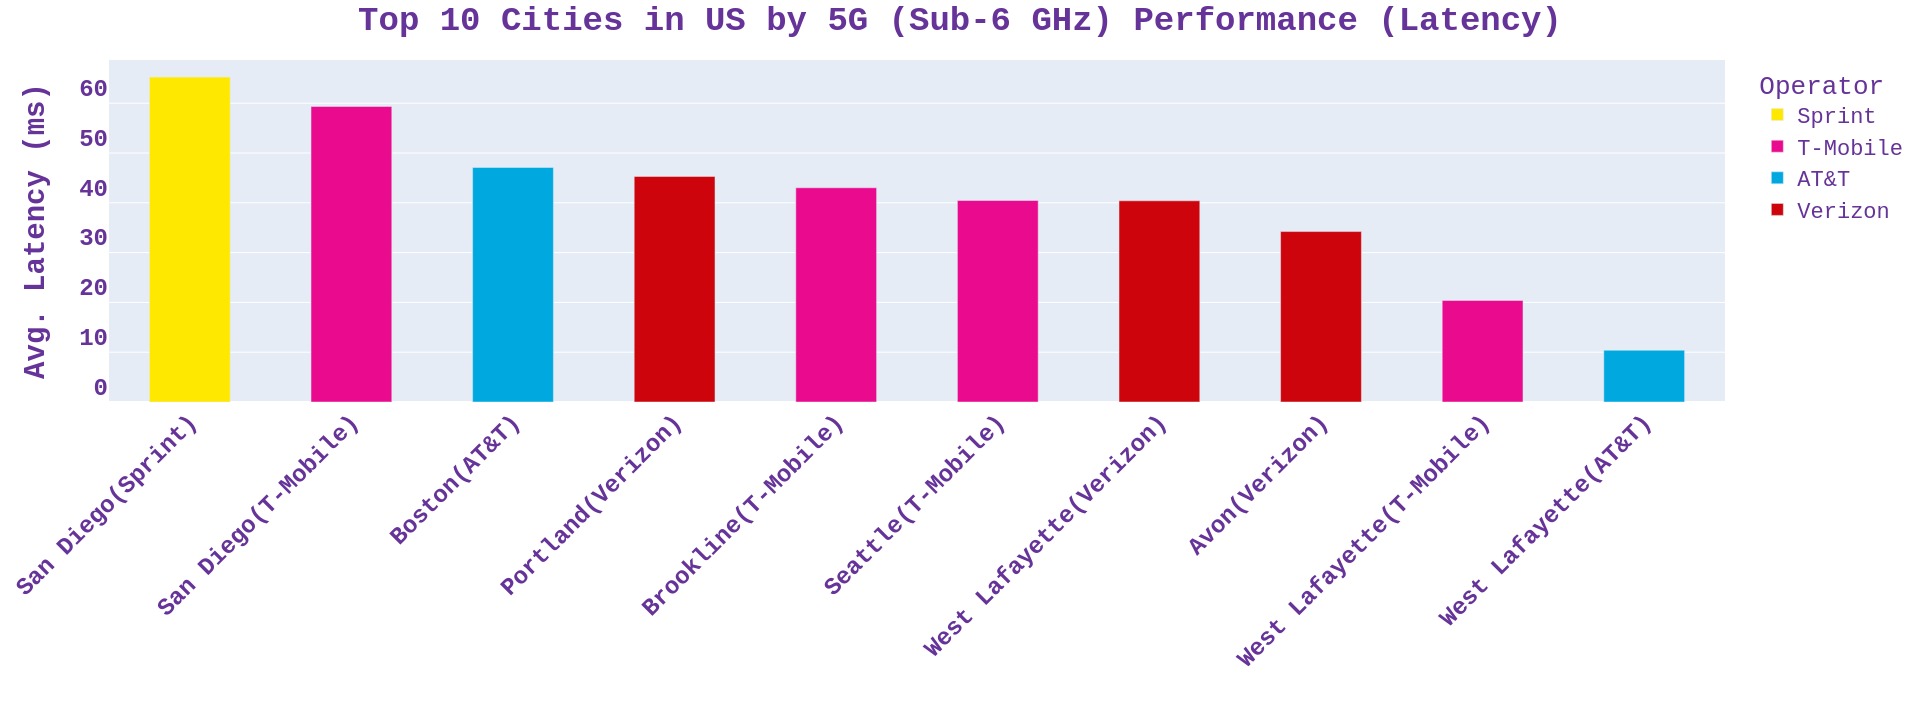 Top 10 Cities in US by 5G (Sub-6 GHz) Performance (Latency)
Avg. Latency (ms)
60
50
40
30
20
10
0
San Diego(Sprint)
San Diego(T-Mobile)
Boston(AT&T)
Portland(Verizon)
Brookline(T-Mobile)
Seattle(T-Mobile)
West Lafayette(Verizon)
Avon(Verizon)
West Lafayette(T-Mobile)
West Lafayette(AT&T)
Operator
Sprint
T-Mobile
AT&T
Verizon